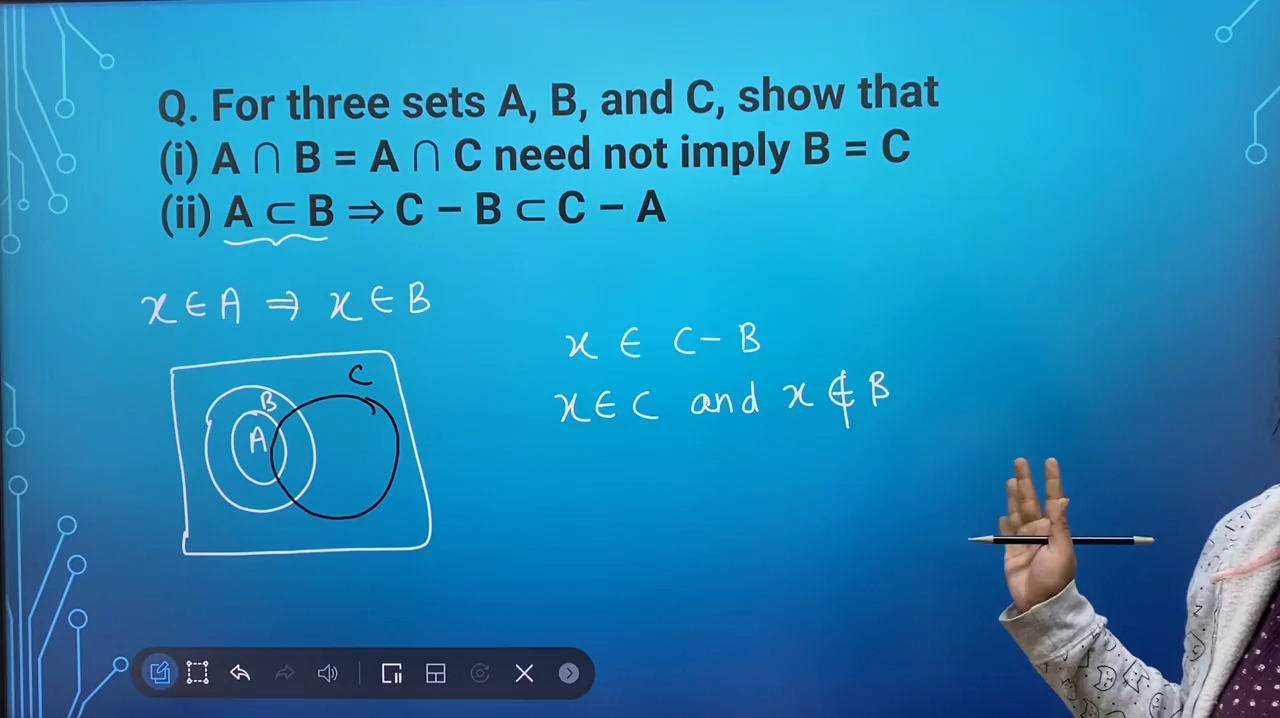 Q. For three sets A, B, and C, show that
(i) A ∩ B = A ∩ C need not imply B = C
(ii) A ⊂ B ⇒ C − B ⊂ C − A
x ∈ A ⇒ x ∈ B
x ∈ C − B
x ∈ C and x ∉ B
C
B
A